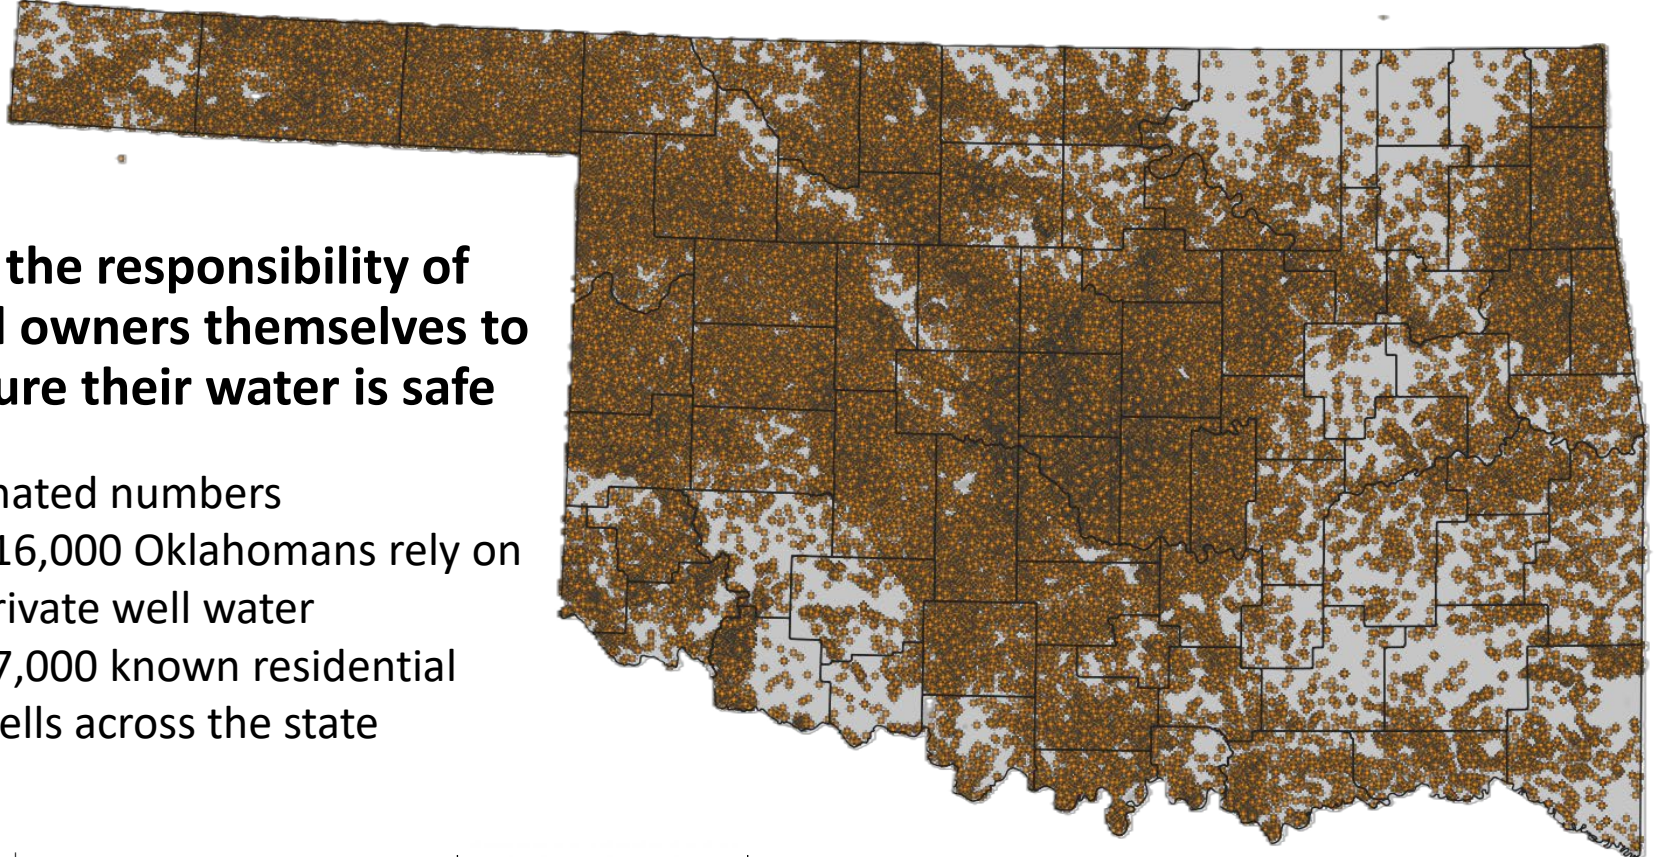 the responsibility of
owners themselves to
ure their water is safe
nated numbers
16,000 Oklahomans rely on
rivate well water
7,000 known residential
ells across the state